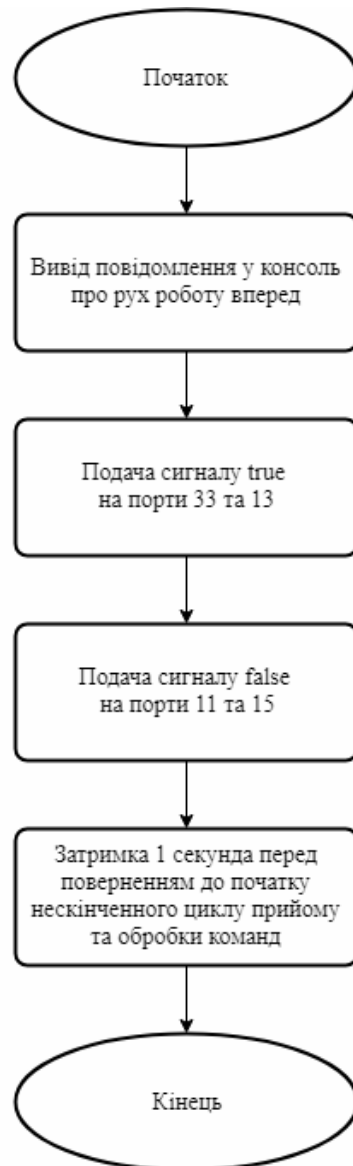 Початок
Вивід повідомлення у консоль
про рух роботу вперед
Подача сигналу true
на порти 33 та 13
Подача сигналу false
на порти 11 та 15
Затримка 1 секунда перед
поверненням до початку
нескінченного циклу прийому
та обробки команд
Кінець